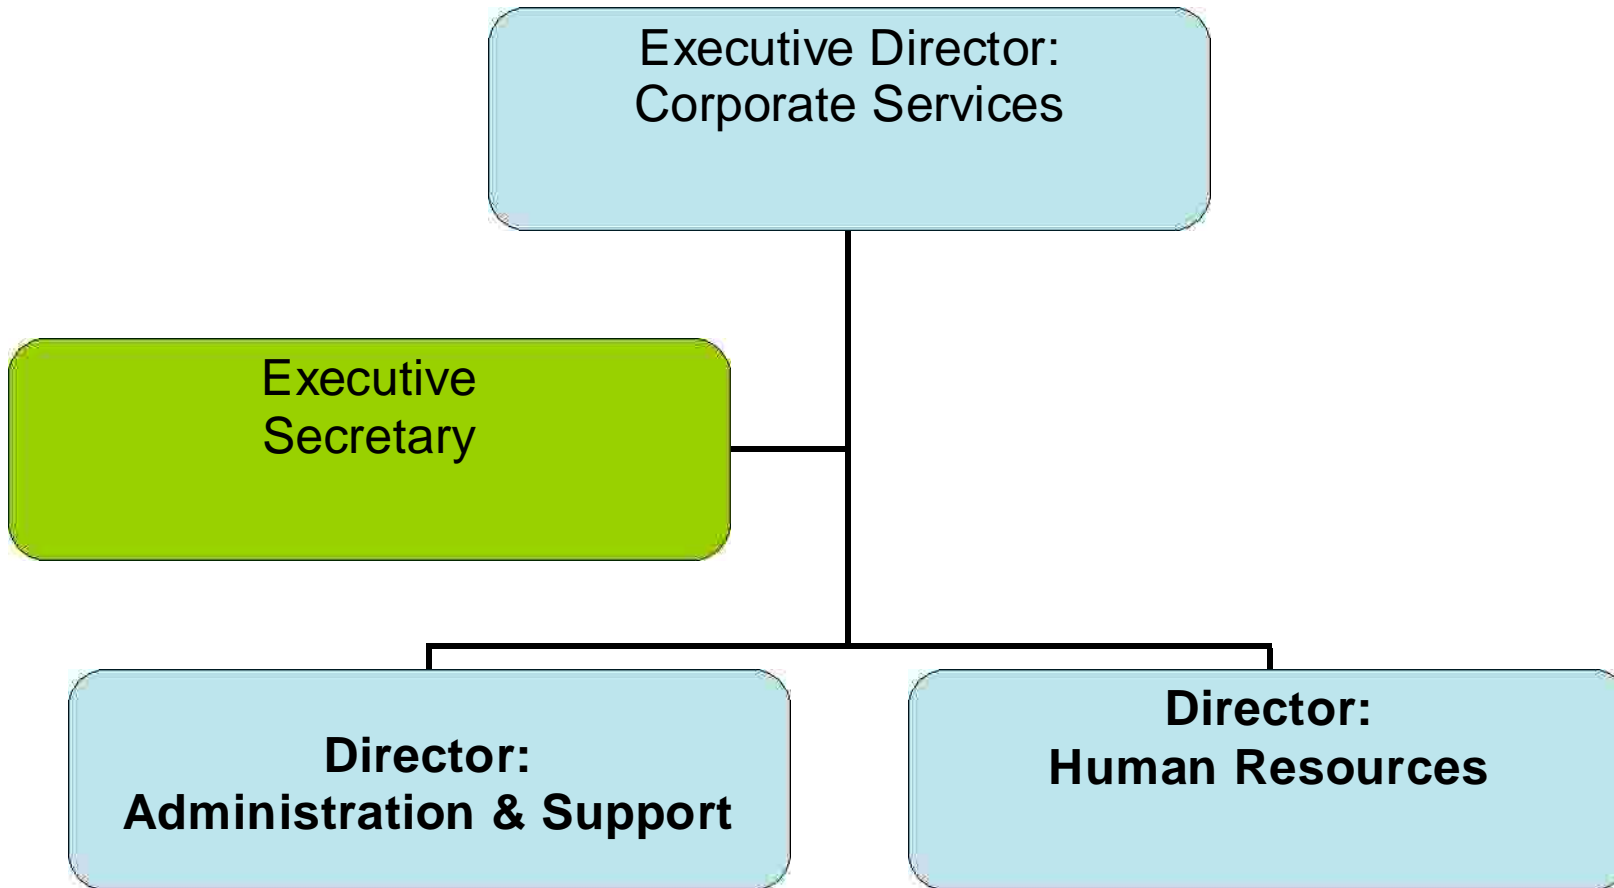 Executive Director:
Corporate Services
Executive
Secretary
Director:
Administration & Support
Director:
Human Resources